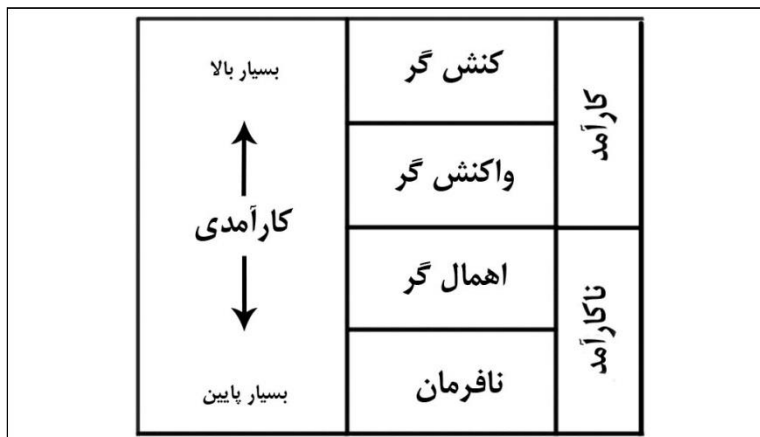 کارآمد
کنش گر
واکنش گر
ناکارآمد
اهمال گر
نافرمان
بسیار بالا
کارآمدی
بسیار پایین